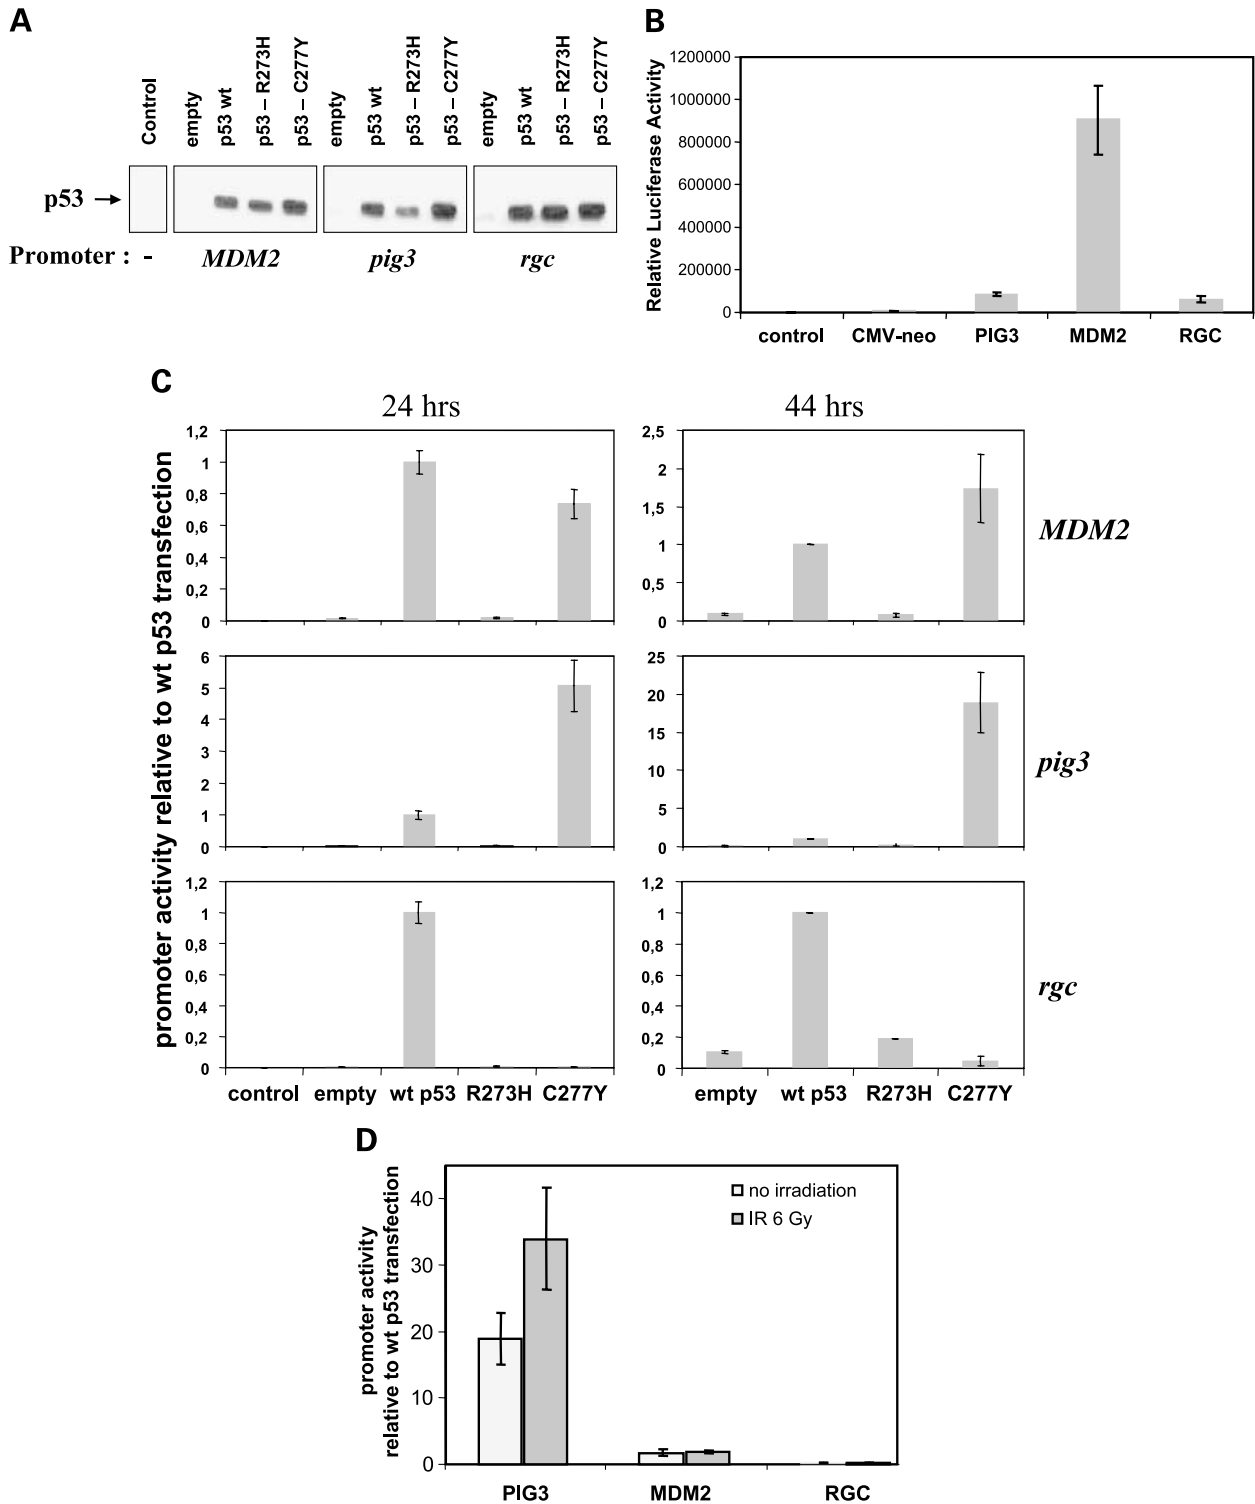 A
Control
empty
p53 wt
p53 – R273H
p53 – C277Y
empty
p53 wt
p53 – R273H
p53 – C277Y
empty
p53 wt
p53 – R273H
p53 – C277Y
p53
Promoter : - MDM2 pig3 rgc
B
Relative Luciferase Activity
1200000
1000000
800000
600000
400000
200000
0
control CMV-neo PIG3 MDM2 RGC
C
24 hrs 44 hrs
promoter activity relative to wt p53 transfection
1,2
1
0,8
0,6
0,4
0,2
0
2,5
2
1,5
1
0,5
0
MDM2
6
5
4
3
2
1
0
25
20
15
10
5
0
pig3
1,2
1
0,8
0,6
0,4
0,2
0
1,2
1
0,8
0,6
0,4
0,2
0
rgc
control empty wt p53 R273H C277Y
empty wt p53 R273H C277Y
D
promoter activity
relative to wt p53 transfection
40
30
20
10
0
no irradiation
IR 6 Gy
PIG3 MDM2 RGC